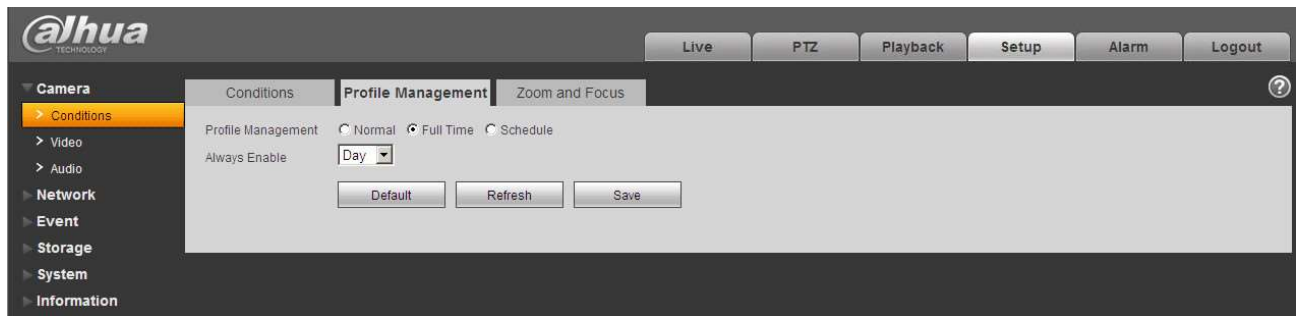 alhua
TECHNOLOGY
Live PTZ Playback Setup Alarm Logout
Camera
> Conditions
> Video
> Audio
Network
Event
Storage
System
Information
Conditions Profile Management Zoom and Focus
?
Profile Management Normal Full Time Schedule
Always Enable Day
Default Refresh Save